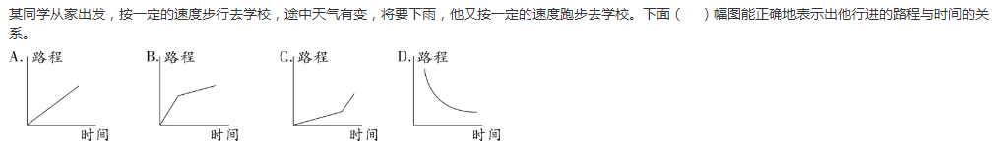 某同学从家出发，按一定的速度步行去学校，途中天气有变，将要下雨，他又按一定的速度跑步去学校。下面（　　）幅图能正确地表示出他行进的路程与时间的关
系。
A. 路程 B. 路程 C. 路程 D. 路程
时间 时间 时间 时间